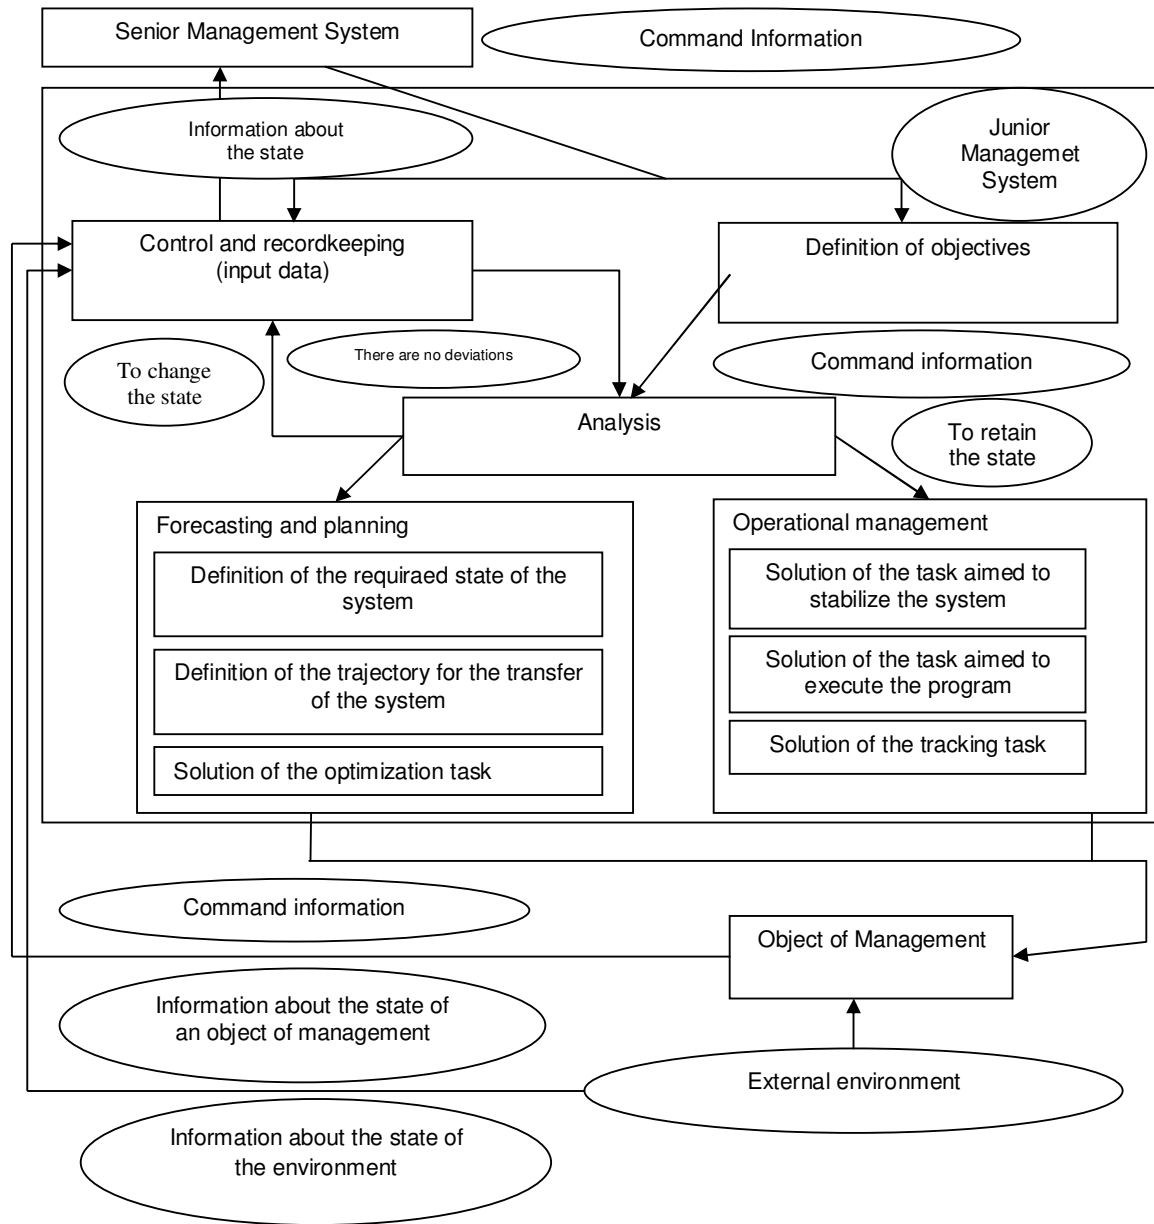 Senior Management System
Command Information
Information about
the state
Junior
Managemet
System
Control and recordkeeping
(input data)
Definition of objectives
To change
the state
There are no deviations
Command information
Analysis
To retain
the state
Forecasting and planning
Definition of the requiraed state of the
system
Definition of the trajectory for the transfer
of the system
Solution of the optimization task
Operational management
Solution of the task aimed to
stabilize the system
Solution of the task aimed to
execute the program
Solution of the tracking task
Command information
Object of Management
Information about the state of
an object of management
External environment
Information about the state of
the environment